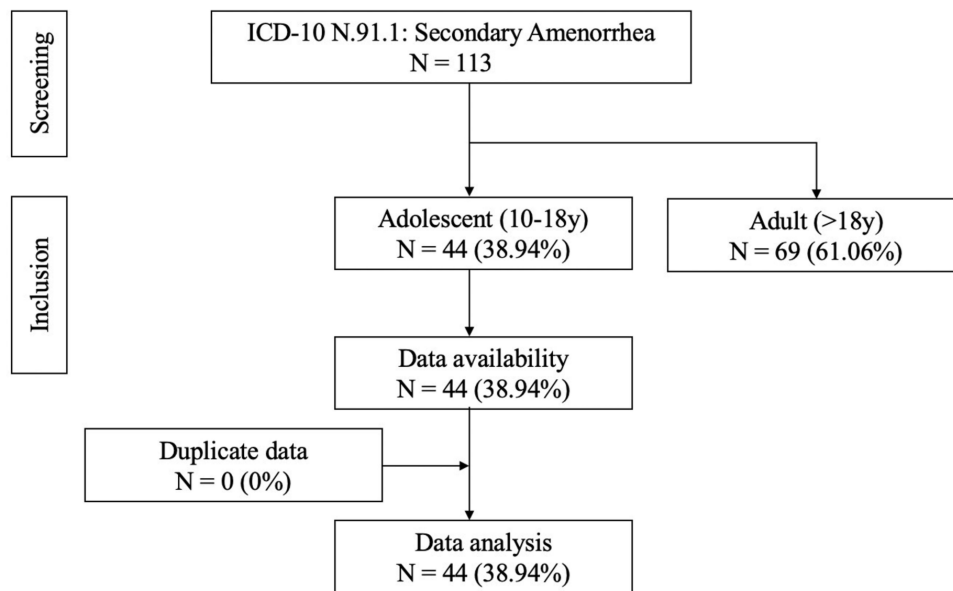 Screening
ICD-10 N.91.1: Secondary Amenorrhea
N = 113
Inclusion
Adolescent (10-18y)
N = 44 (38.94%)
Adult (>18y)
N = 69 (61.06%)
Data availability
N = 44 (38.94%)
Duplicate data
N = 0 (0%)
Data analysis
N = 44 (38.94%)